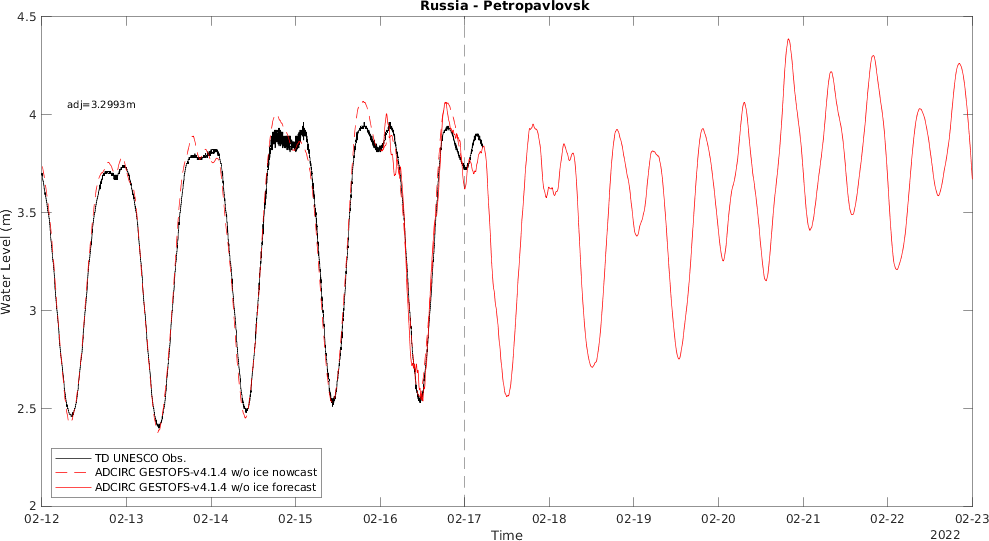 Russia - Petropavlovsk
4.5
4
3.5
3
2.5
2
Water Level (m)
adj=3.2993m
TD UNESCO Obs.
ADCIRC GESTOFS-v4.1.4 w/o ice nowcast
ADCIRC GESTOFS-v4.1.4 w/o ice forecast
02-12 02-13 02-14 02-15 02-16 02-17 02-18 02-19 02-20 02-21 02-22 02-23
Time
2022